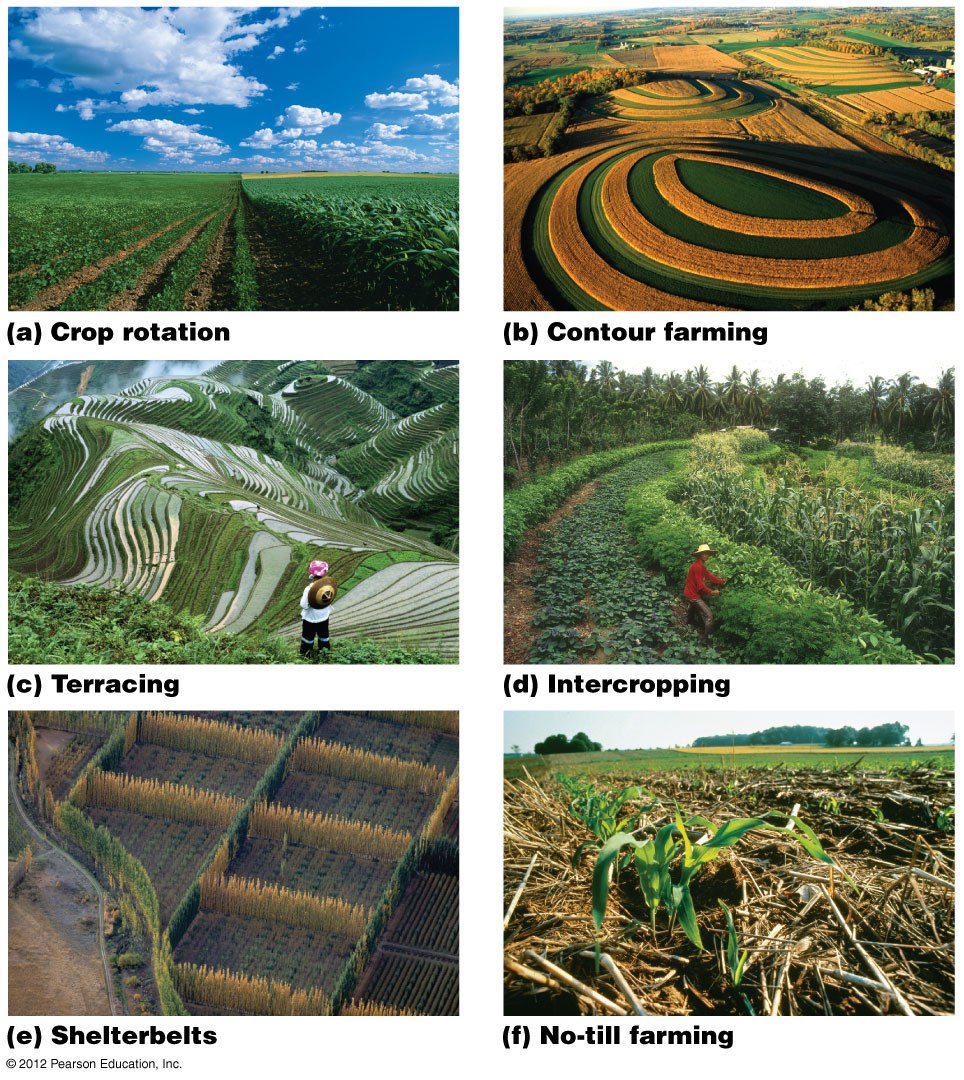 (a) Crop rotation
(b) Contour farming
(c) Terracing
(d) Intercropping
(e) Shelterbelts
(f) No-till farming
© 2012 Pearson Education, Inc.